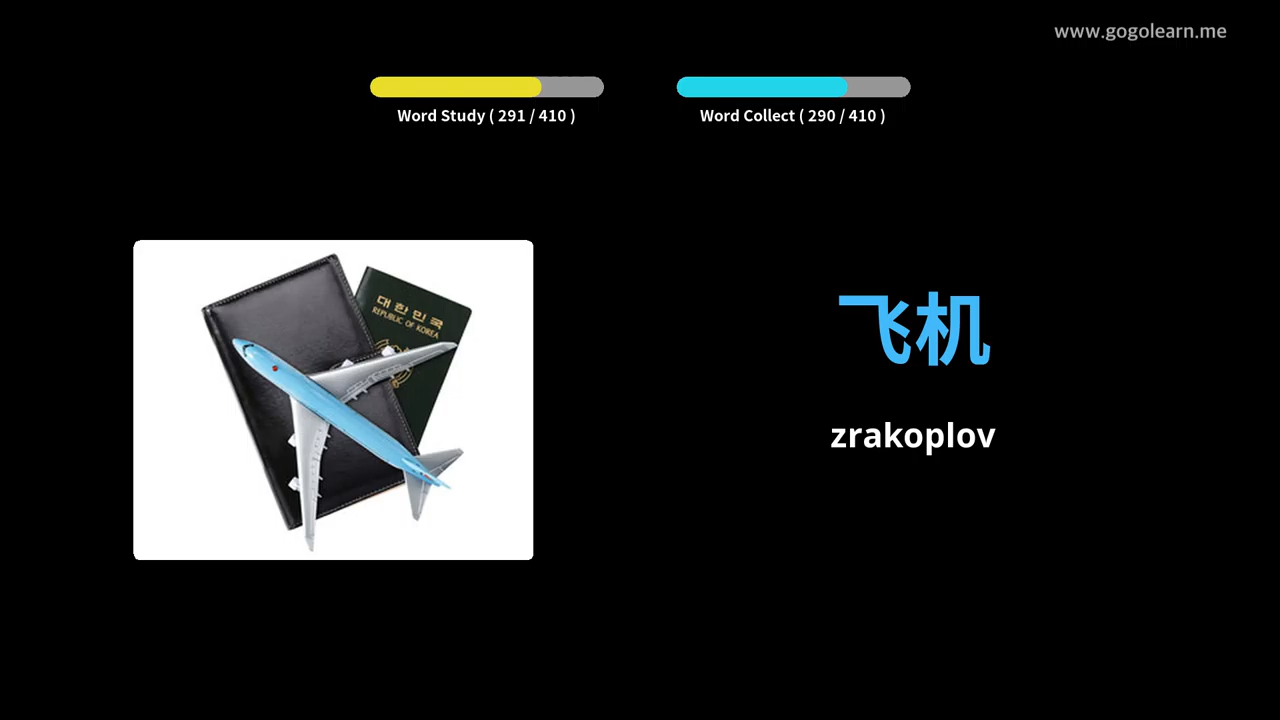 www.gogolearn.me
Word Study ( 291 / 410 )
Word Collect ( 290 / 410 )
대한민국
REPUBLIC OF KOREA
飞机
zrakoplov